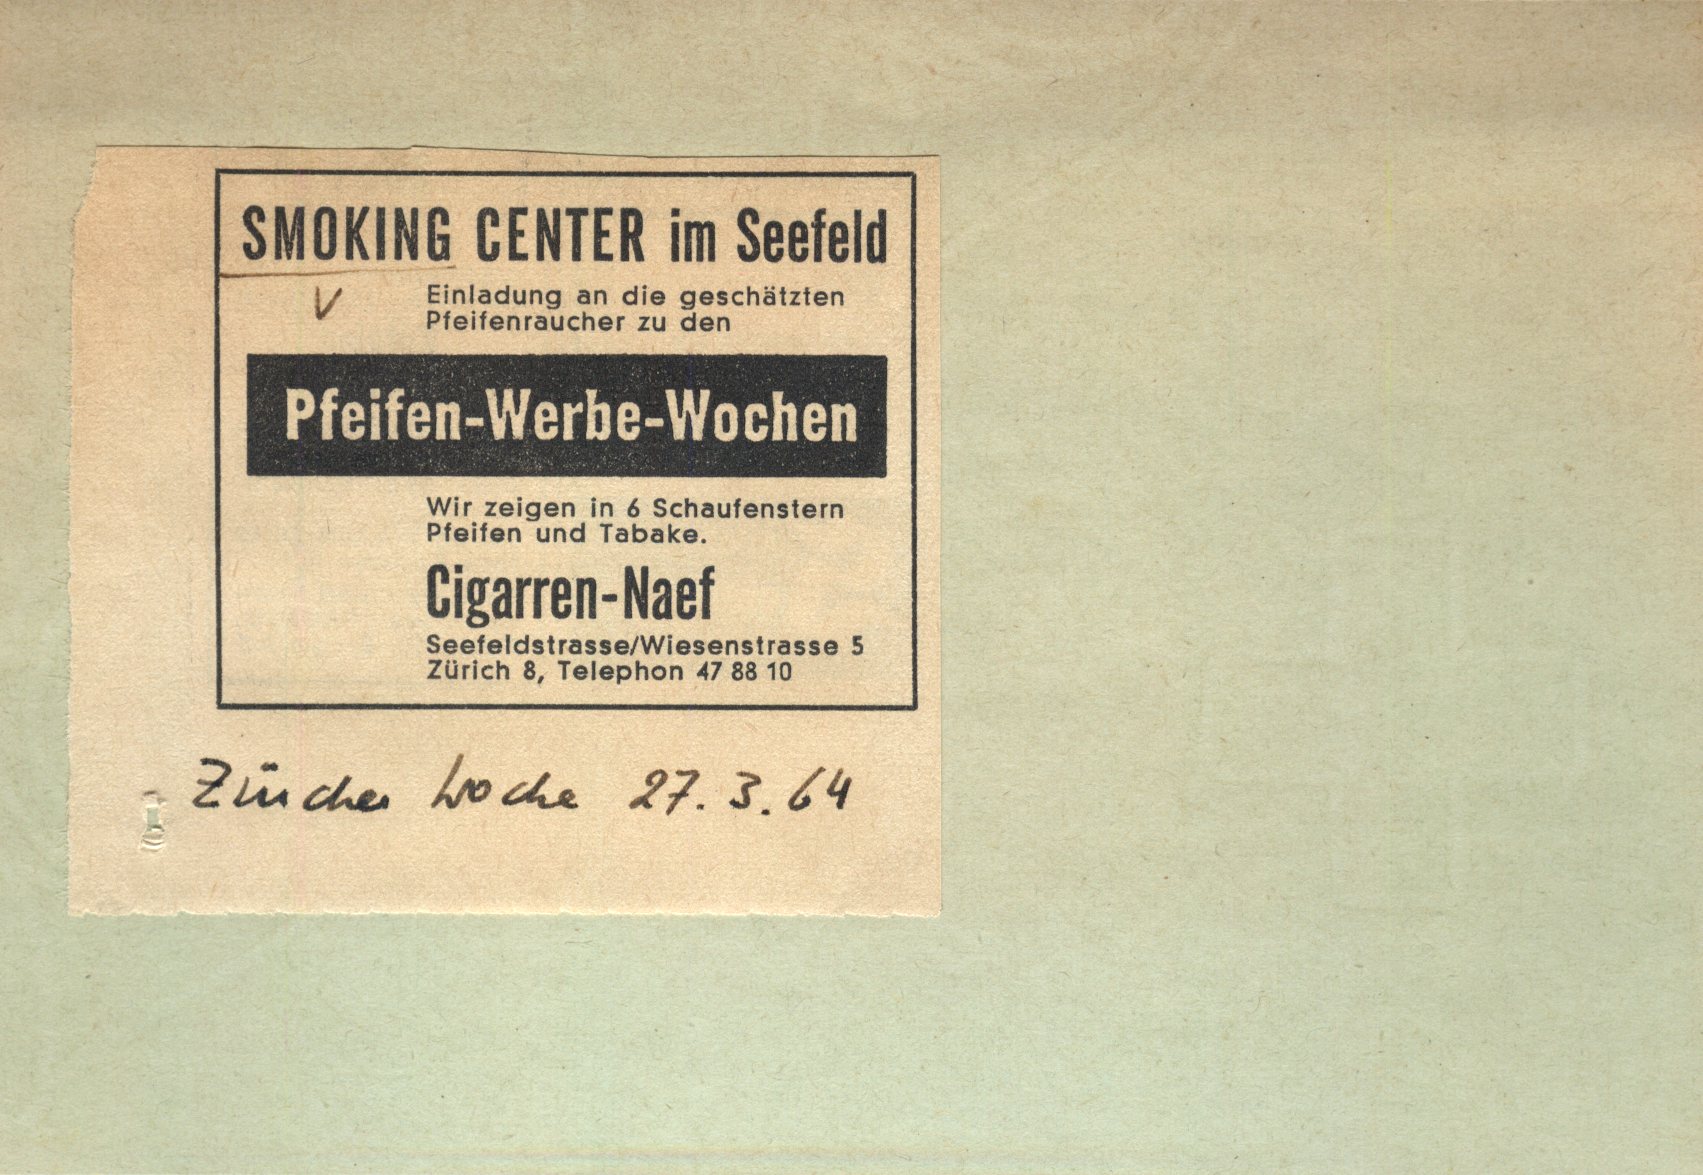 SMOKING CENTER im Seefeld
Einladung an die geschätzten
Pfeifenraucher zu den
Pfeifen-Werbe-Wochen
Wir zeigen in 6 Schaufenstern
Pfeifen und Tabake.
Cigarren-Naef
Seefeldstrasse/Wiesenstrasse 5
Zürich 8, Telephon 47 88 10
Zürcher Woche 27.3.64